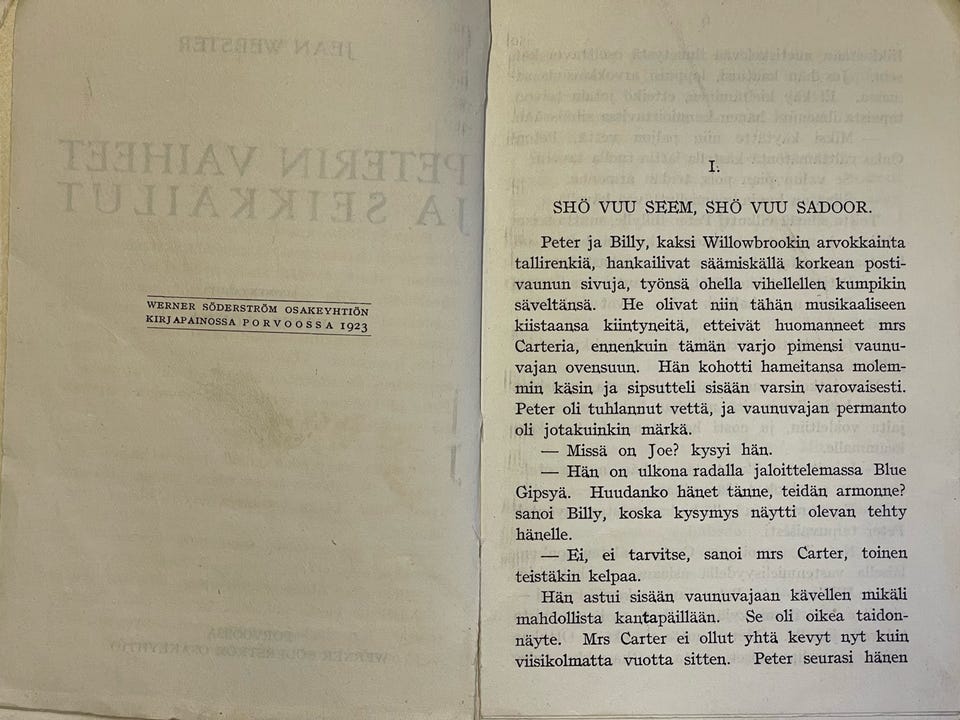 JEAN WEBSTER
PETERIN VAIHEET
JA SEIKKAILUT
WERNER SÖDERSTRÖM OSAKEYHTIÖN
KIRJAPAINOSSA PORVOOSSA 1923
PORVOOSSA
WERNER SÖDERSTRÖM OSAKEYHTIÖ
I.
SHÖ VUU SEEM, SHÖ VUU SADOOR.
Peter ja Billy, kaksi Willowbrookin arvokkainta
tallirenkiä, hankailivat säämiskällä korkean posti-
vaunun sivuja, työnsä ohella vihellellen kumpikin
säveltänsä. He olivat niin tähän musikaaliseen
kiistaansa kiintyneitä, etteivät huomanneet mrs
Carteria, ennenkuin tämän varjo pimensi vaunu-
vajan ovensuun. Hän kohotti hameitansa molem-
min käsin ja sipsutteli sisään varsin varovaisesti.
Peter oli tuhlannut vettä, ja vaunuvajan permanto
oli jotakuinkin märkä.
— Missä on Joe? kysyi hän.
— Hän on ulkona radalla jaloittelemassa Blue
Gipsyä. Huudanko hänet tänne, teidän armonne?
sanoi Billy, koska kysymys näytti olevan tehty
hänelle.
— Ei, ei tarvitse, sanoi mrs Carter, toinen
teistäkin kelpaa.
Hän astui sisään vaunuvajaan kävellen mikäli
mahdollista kantapäillään. Se oli oikea taidon-
näyte. Mrs Carter ei ollut yhtä kevyt nyt kuin
viisikolmatta vuotta sitten. Peter seurasi hänen